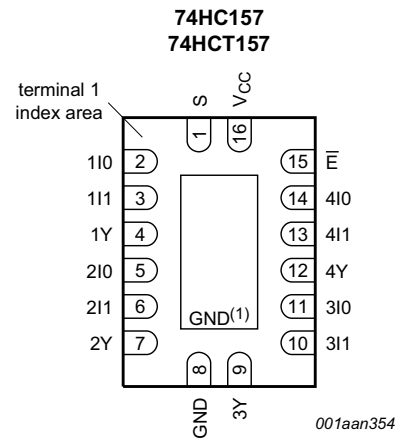 74HC157
74HCT157
terminal 1
index area
S
VCC
1
16
1I0
2
15
E
1I1
3
14
4I0
1Y
4
13
4I1
2I0
5
12
4Y
2I1
6
11
3I0
2Y
7
10
3I1
GND(1)
8
9
GND
3Y
001aan354